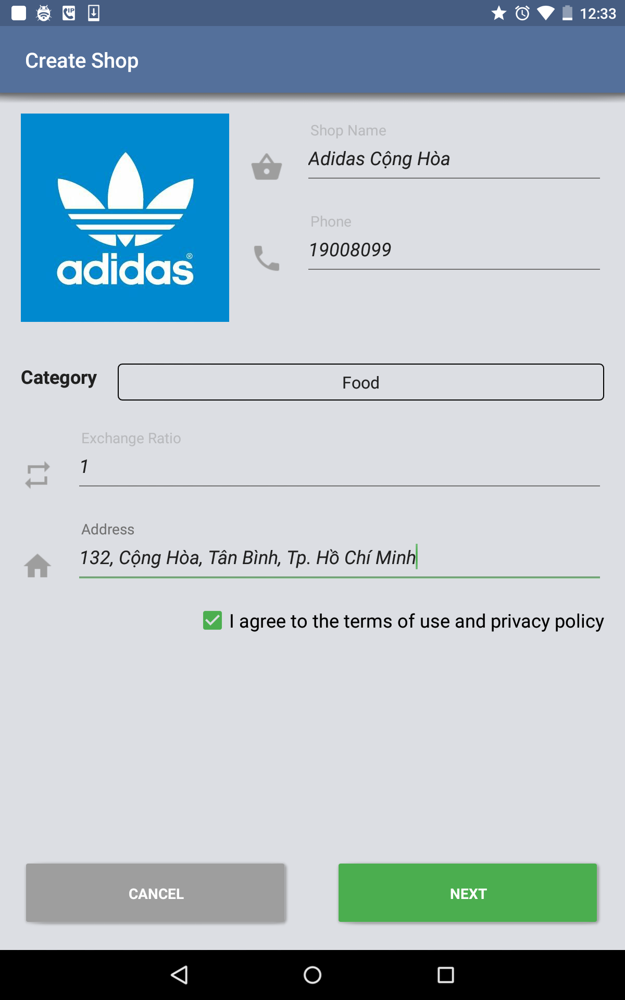 12:33
Create Shop
adidas®
Shop Name
Adidas Cộng Hòa
Phone
19008099
Category
Food
Exchange Ratio
1
Address
132, Cộng Hòa, Tân Bình, Tp. Hồ Chí Minh
I agree to the terms of use and privacy policy
CANCEL
NEXT